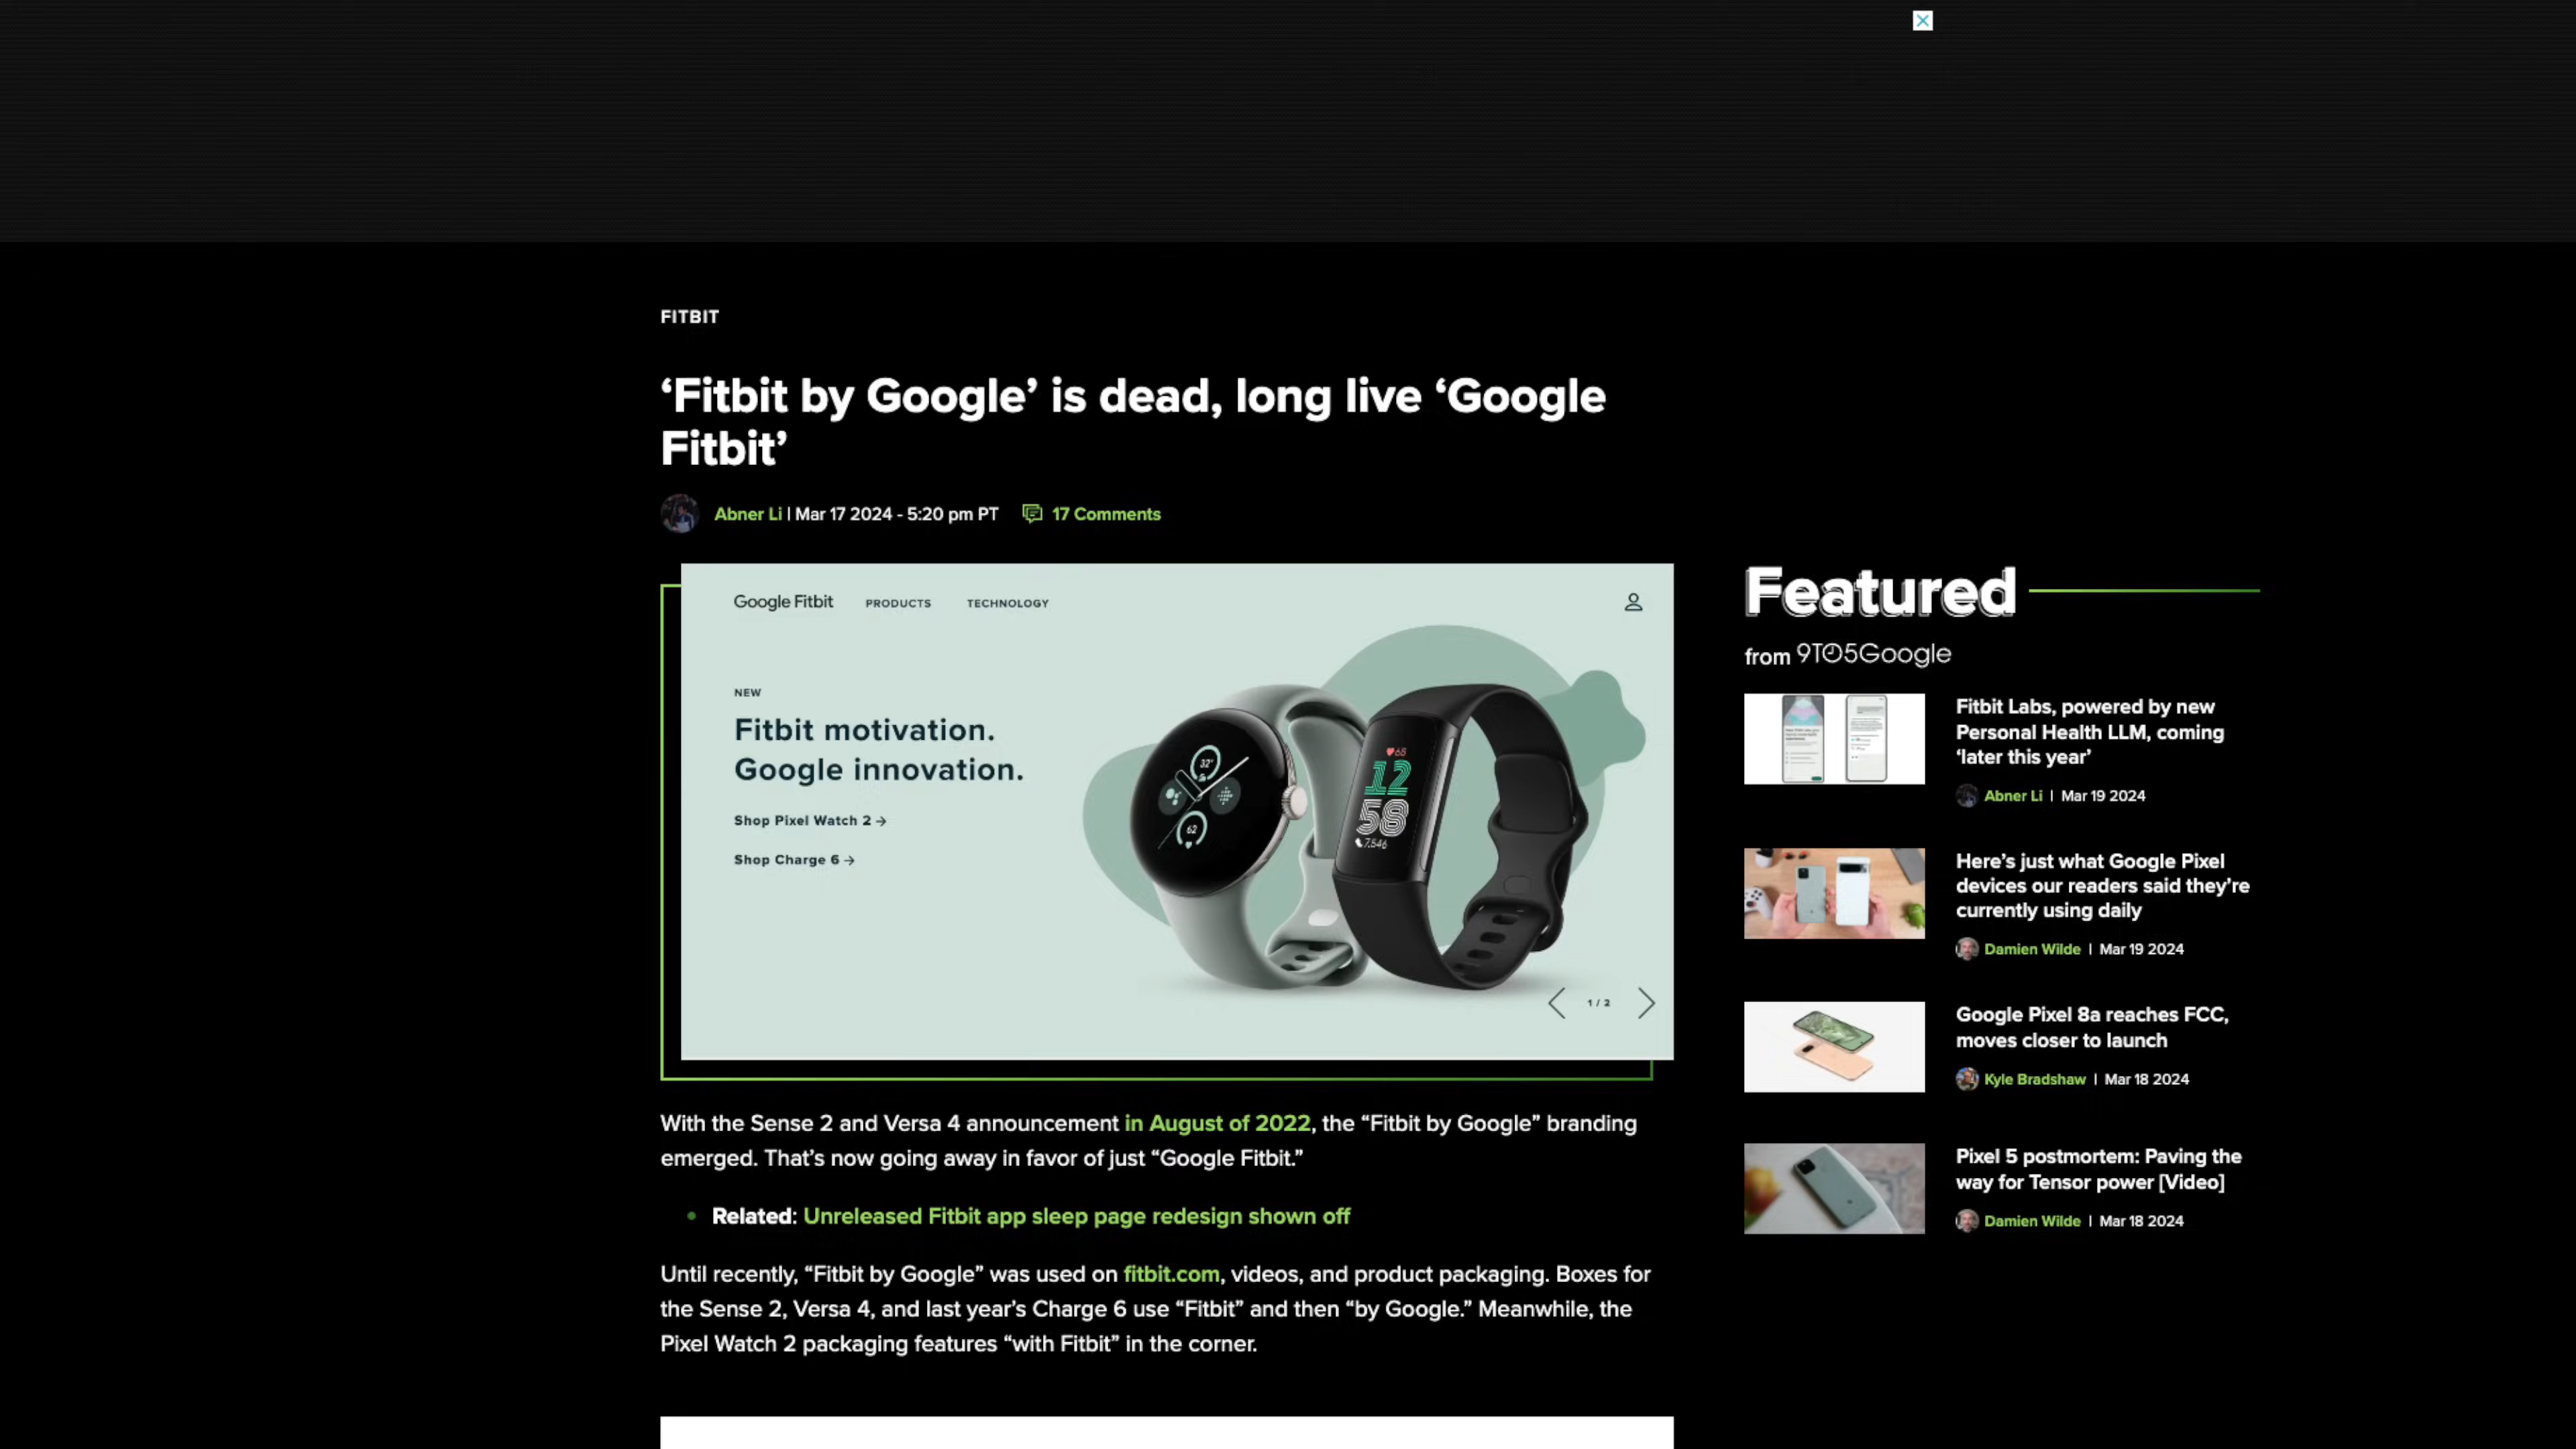 FITBIT
‘Fitbit by Google’ is dead, long live ‘Google
Fitbit’
Abner Li | Mar 17 2024 - 5:20 pm PT
17 Comments
Google Fitbit
PRODUCTS
TECHNOLOGY
NEW
Fitbit motivation.
Google innovation.
Shop Pixel Watch 2 →
Shop Charge 6 →
32'
62
65
12
58
7,546
1 / 2
With the Sense 2 and Versa 4 announcement in August of 2022, the “Fitbit by Google” branding
emerged. That’s now going away in favor of just “Google Fitbit.”
• Related: Unreleased Fitbit app sleep page redesign shown off
Until recently, “Fitbit by Google” was used on fitbit.com, videos, and product packaging. Boxes for
the Sense 2, Versa 4, and last year’s Charge 6 use “Fitbit” and then “by Google.” Meanwhile, the
Pixel Watch 2 packaging features “with Fitbit” in the corner.
Featured
from 9TO5Google
Fitbit Labs, powered by new
Personal Health LLM, coming
‘later this year’
Abner Li | Mar 19 2024
Here’s just what Google Pixel
devices our readers said they’re
currently using daily
Damien Wilde | Mar 19 2024
Google Pixel 8a reaches FCC,
moves closer to launch
Kyle Bradshaw | Mar 18 2024
Pixel 5 postmortem: Paving the
way for Tensor power [Video]
Damien Wilde | Mar 18 2024